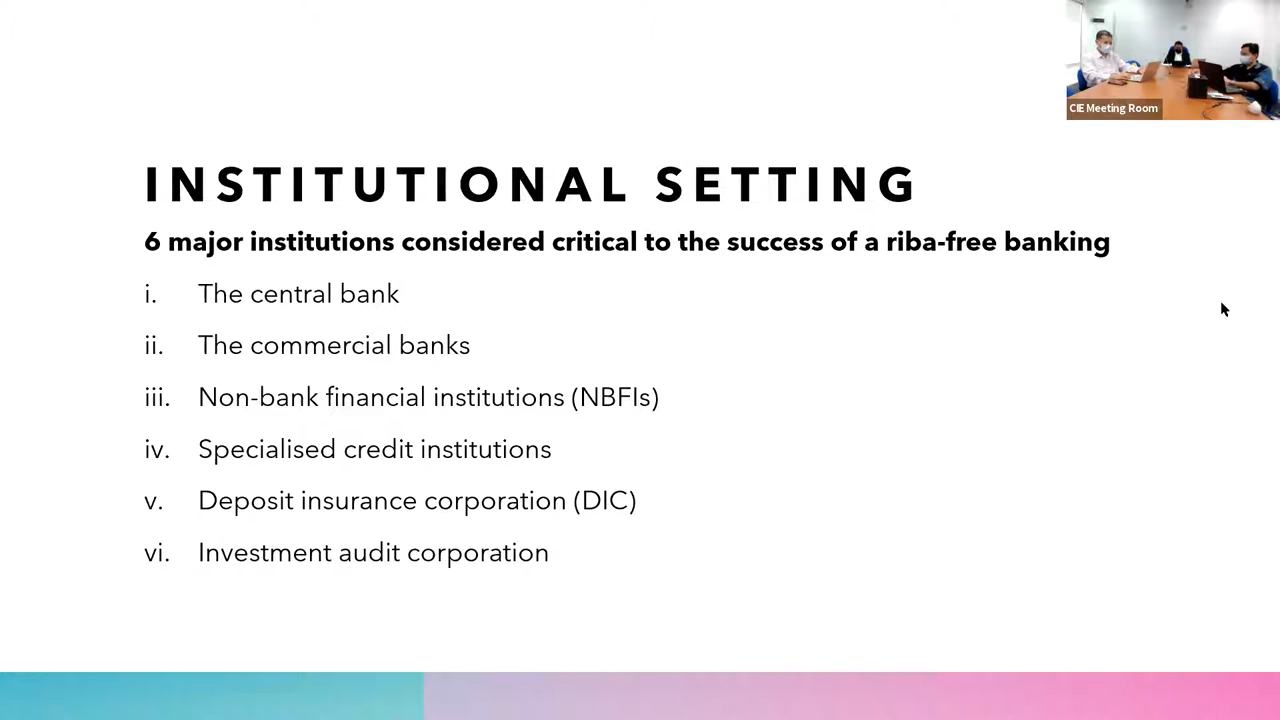 CIE Meeting Room
INSTITUTIONAL SETTING
6 major institutions considered critical to the success of a riba-free banking
i. The central bank
ii. The commercial banks
iii. Non-bank financial institutions (NBFIs)
iv. Specialised credit institutions
v. Deposit insurance corporation (DIC)
vi. Investment audit corporation